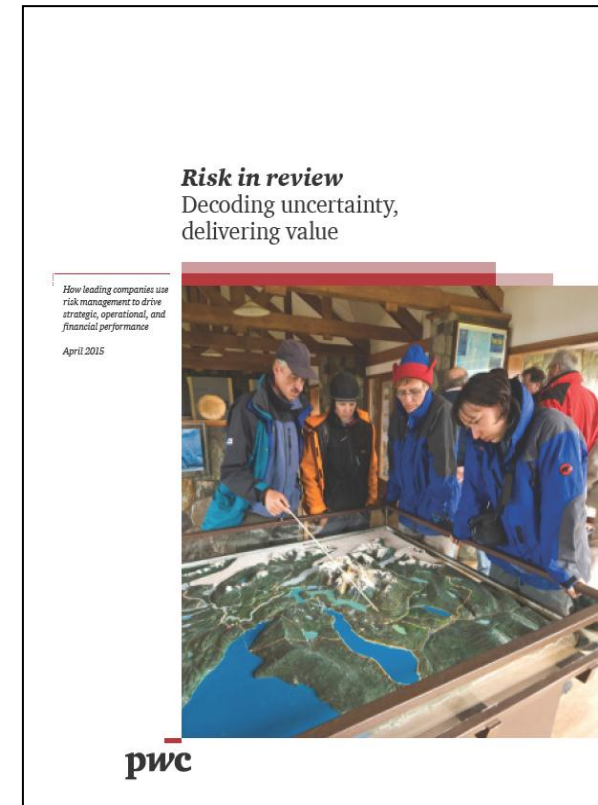 Risk in review
Decoding uncertainty,
delivering value
How leading companies use
risk management to drive
strategic, operational, and
financial performance
April 2015
pwc